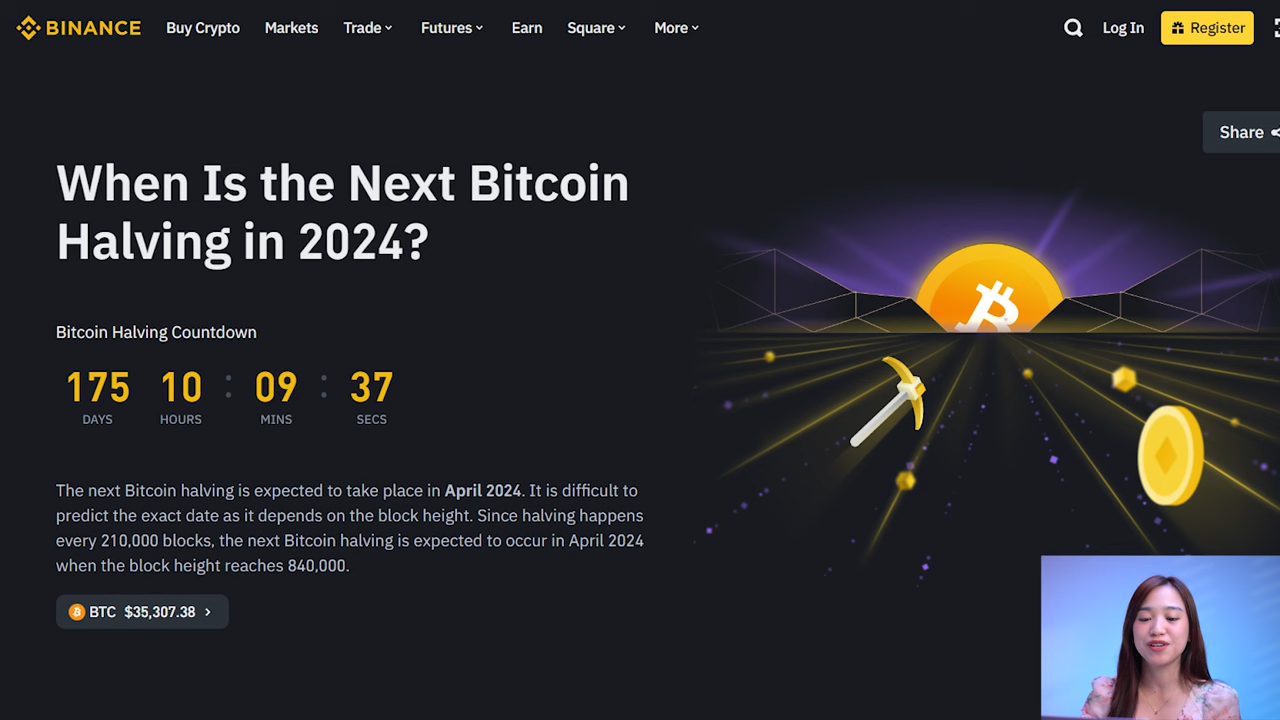 BINANCE Buy Crypto Markets Trade Futures Earn Square More Log In Register
Share
When Is the Next Bitcoin
Halving in 2024?
Bitcoin Halving Countdown
175 10 : 09 : 37
DAYS HOURS MINS SECS
The next Bitcoin halving is expected to take place in April 2024. It is difficult to
predict the exact date as it depends on the block height. Since halving happens
every 210,000 blocks, the next Bitcoin halving is expected to occur in April 2024
when the block height reaches 840,000.
BTC $35,307.38